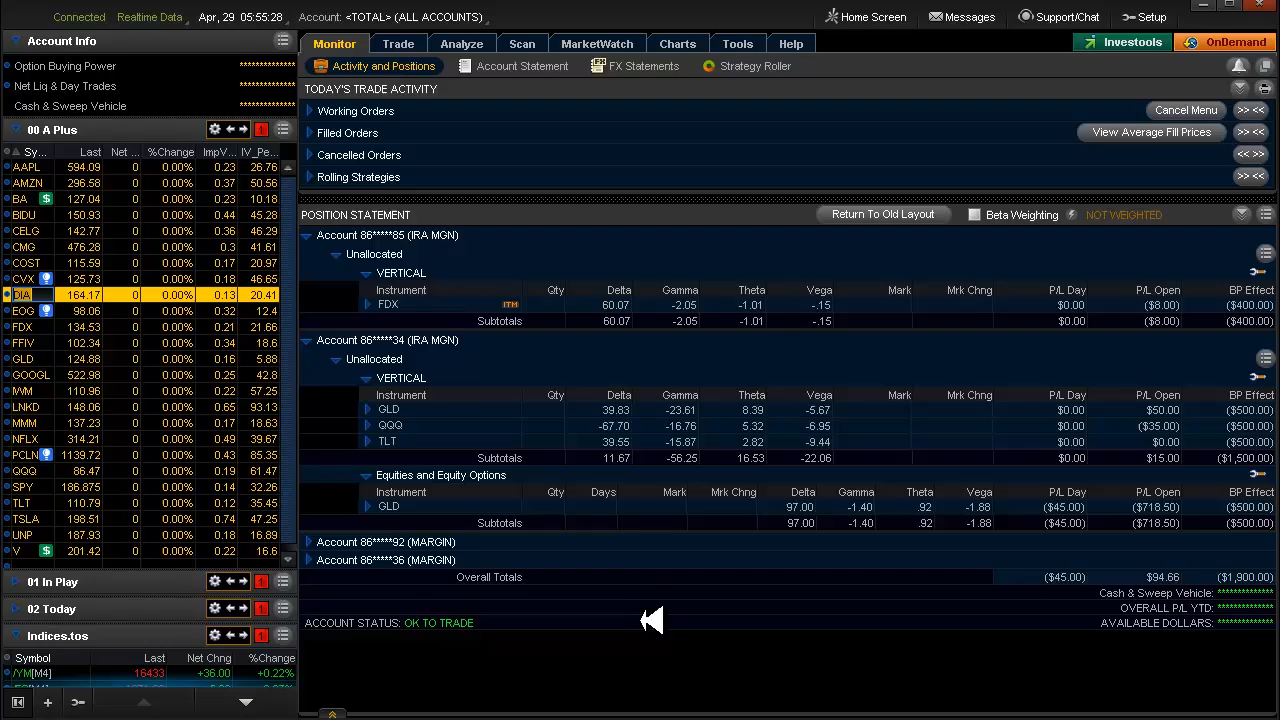 Connected Realtime Data Apr, 29 05:55:28 Account: <TOTAL> (ALL ACCOUNTS) Home Screen Messages Support/Chat Setup
Account Info
Option Buying Power **************
Net Liq & Day Trades **************
Cash & Sweep Vehicle **************
00 A Plus 1
Sy... Last Net ... %Change ImpV... IV_Pe...
AAPL 594.09 0 0.00% 0.23 26.76
AMZN 296.58 0 0.00% 0.37 50.56
BA $ 127.04 0 0.00% 0.23 10.18
BIDU 150.93 0 0.00% 0.44 45.28
CELG 142.77 0 0.00% 0.36 46.29
CMG 476.28 0 0.00% 0.3 41.61
COST 115.59 0 0.00% 0.17 20.97
CVX 125.73 0 0.00% 0.18 46.65
DIA 164.17 0 0.00% 0.13 20.41
98.06 0 0.00% 0.32 12.4
FDX 134.53 0 0.00% 0.21 21.66
FFIV 102.34 0 0.00% 0.34 18.6
GLD 124.88 0 0.00% 0.16 5.88
GOOGL 522.98 0 0.00% 0.25 42.8
IWM 110.96 0 0.00% 0.22 57.25
LNKD 148.06 0 0.00% 0.65 93.13
MMM 137.23 0 0.00% 0.17 28.63
NFLX 314.21 0 0.00% 0.49 39.67
PCLN 1139.72 0 0.00% 0.43 85.35
QQQ 86.47 0 0.00% 0.19 61.47
SPY 186.875 0 0.00% 0.14 32.26
TLT 110.79 0 0.00% 0.12 35.45
TSLA 198.51 0 0.00% 0.74 47.25
UNP 187.93 0 0.00% 0.18 26.89
V $ 201.42 0 0.00% 0.22 16.6
01 In Play 1
02 Today 1
Indices.tos 1
Symbol Last Net Chng %Change
/YM[M4] 16433 +36.00 +0.22%
Monitor Trade Analyze Scan MarketWatch Charts Tools Help Investools OnDemand
Activity and Positions Account Statement FX Statements Strategy Roller
TODAY'S TRADE ACTIVITY
Working Orders Cancel Menu >> <<
Filled Orders View Average Fill Prices >> <<
Cancelled Orders << >>
Rolling Strategies >> <<
POSITION STATEMENT Return To Old Layout Beta Weighting NOT WEIGHTED
Account 86*****85 (IRA MGN)
Unallocated
VERTICAL
Instrument Delta Gamma Theta Vega Mark Mrk Chng P/L Day P/L Open BP Effect
FDX ITM 60.07 -2.05 -1.01 -.15 $0.00 ($8.00) ($400.00)
Subtotals 60.07 -2.05 -1.01 -.15 $0.00 ($8.00) ($400.00)
Account 86*****34 (IRA MGN)
Unallocated
VERTICAL
Instrument Qty Delta Gamma Theta Vega Mark Mrk Chng P/L Day P/L Open BP Effect
GLD 39.83 -23.61 8.39 $0.00 ($500.00)
QQQ -67.70 -16.76 5.32 $0.00 ($500.00)
TLT 39.55 -15.87 2.82 -9.44 $0.00 ($500.00)
Subtotals 11.67 -56.25 16.53 -22.06 $0.00 $15.00 ($1,500.00)
Equities and Equity Options
Instrument Qty Days Mark Mrk Chng Delta Gamma Theta Vega P/L Day P/L Open BP Effect
GLD 97.00 -1.40 .92 ($45.00) ($500.00)
Subtotals 97.00 -1.40 .92 ($45.00) ($500.00)
Account 86*****92 (MARGIN)
Account 86*****36 (MARGIN)
Overall Totals ($45.00) ($1,900.00)
Cash & Sweep Vehicle: **************
OVERALL P/L YTD: **************
ACCOUNT STATUS: OK TO TRADE AVAILABLE DOLLARS: **************